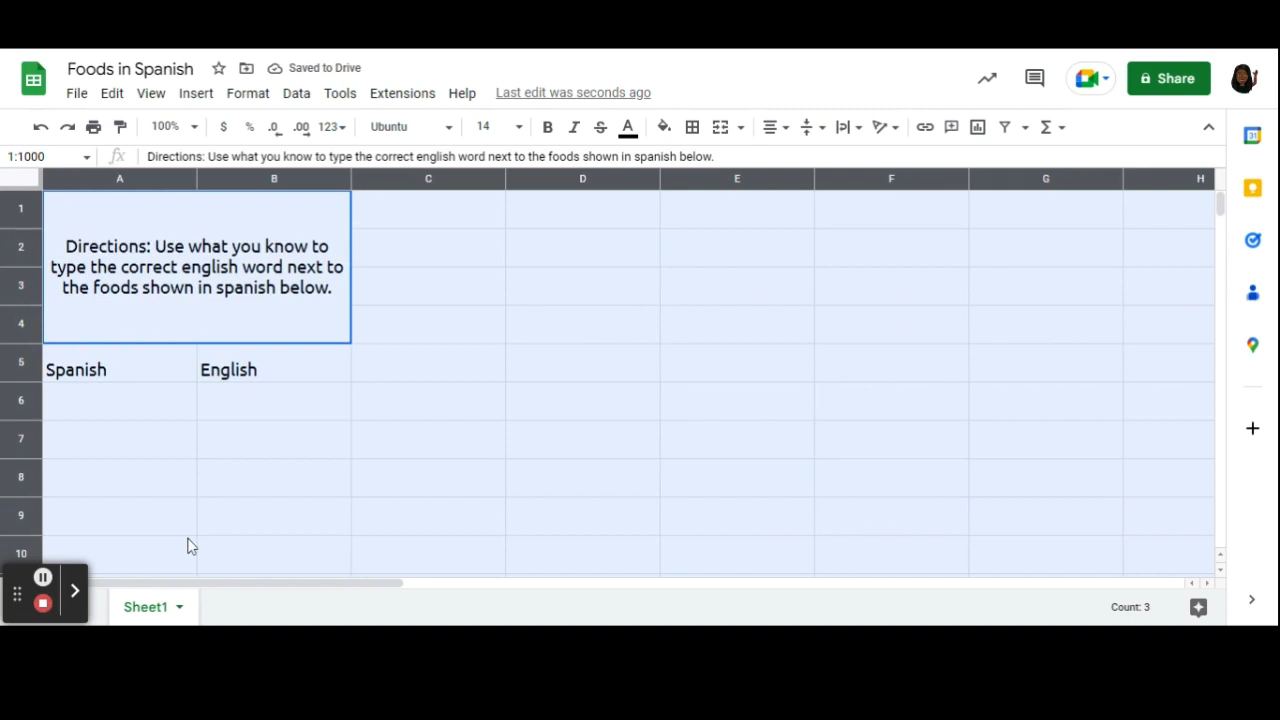 Foods in Spanish
Saved to Drive
Share
File Edit View Insert Format Data Tools Extensions Help Last edit was seconds ago
100% $ % .0 .00 123 Ubuntu 14 B I S A
1:1000 fx Directions: Use what you know to type the correct english word next to the foods shown in spanish below.
A B C D E F G H
1
2
3
4
Directions: Use what you know to
type the correct english word next to
the foods shown in spanish below.
5 Spanish English
6
7
8
9
10
Sheet1
Count: 3
31